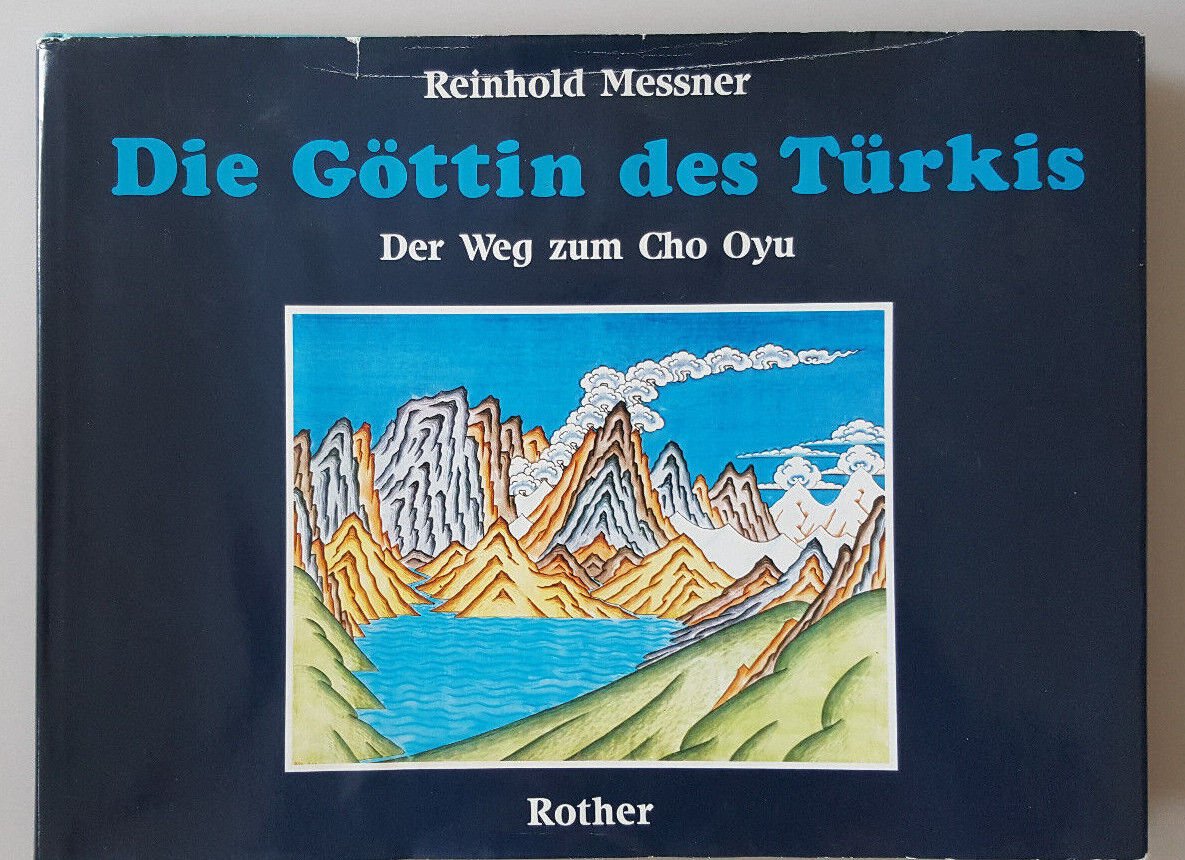 Reinhold Messner
Die Göttin des Türkis
Der Weg zum Cho Oyu
Rother